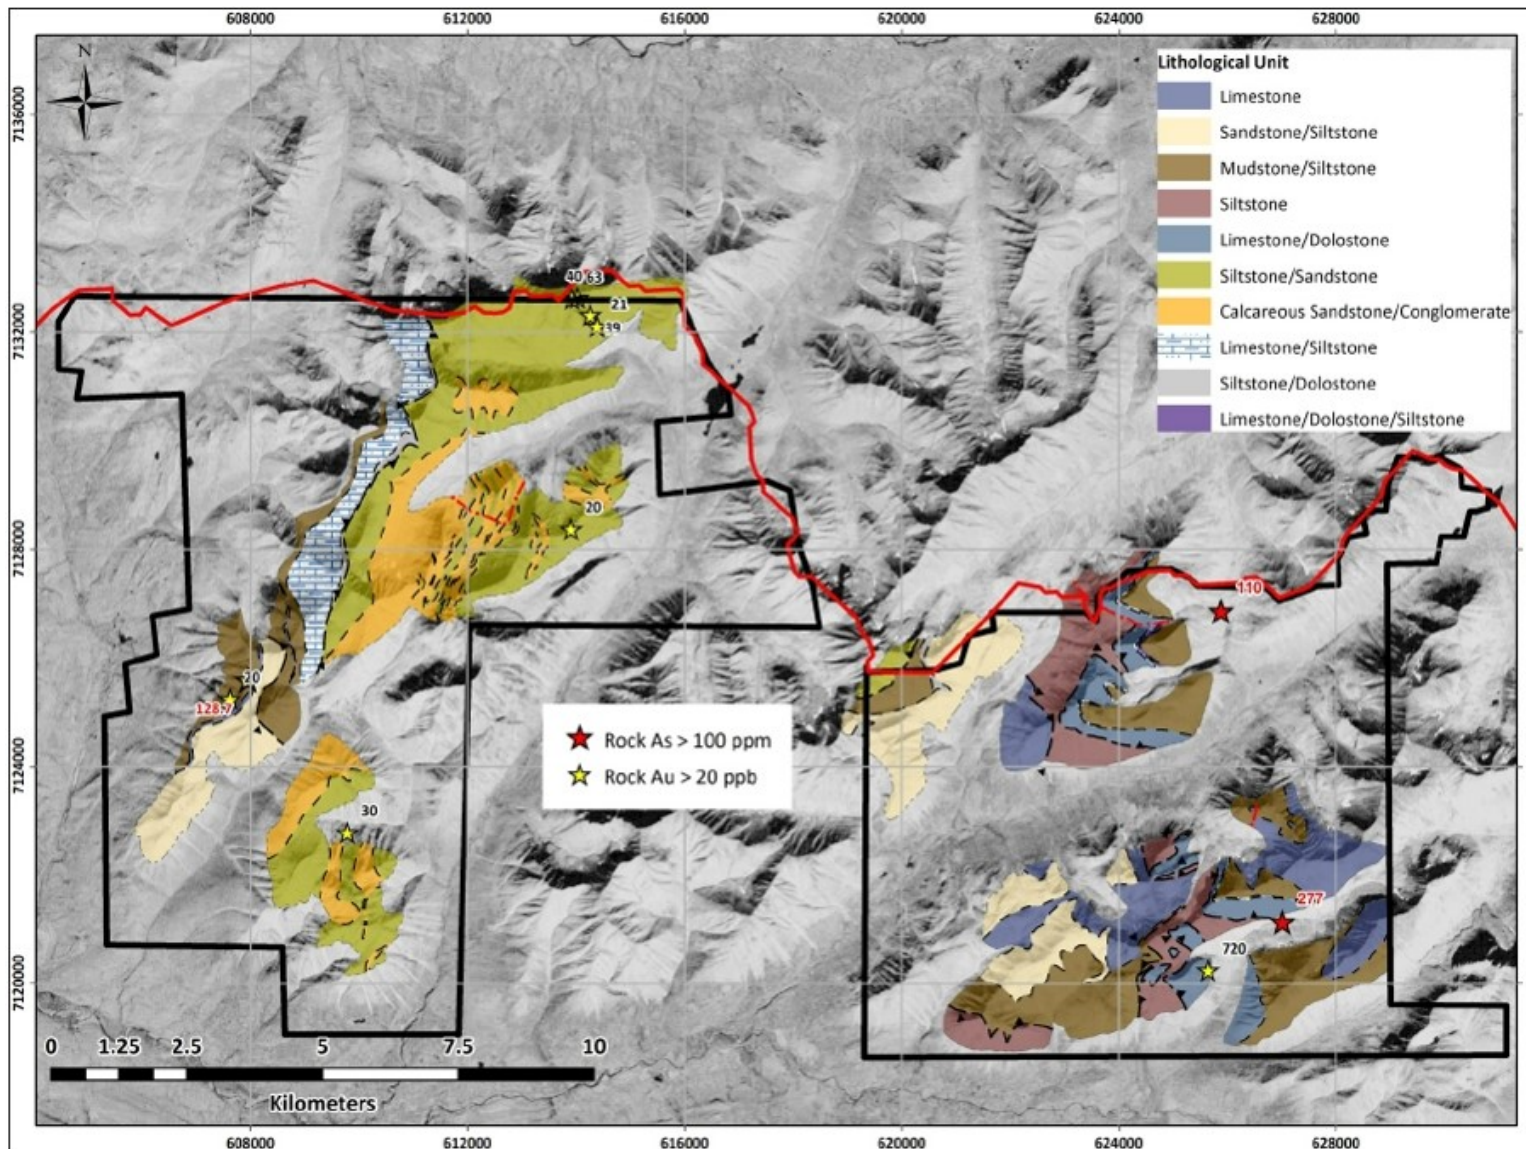 608000 612000 616000 620000 624000 628000
N
7136000
7132000
7128000
7124000
7120000
Lithological Unit
Limestone
Sandstone/Siltstone
Mudstone/Siltstone
Siltstone
Limestone/Dolostone
Siltstone/Sandstone
Calcareous Sandstone/Conglomerate
Limestone/Siltstone
Siltstone/Dolostone
Limestone/Dolostone/Siltstone
40 63
21
39
20
110
20
128.7
Rock As > 100 ppm
Rock Au > 20 ppb
30
277
720
0 1.25 2.5 5 7.5 10
Kilometers
608000 612000 616000 620000 624000 628000